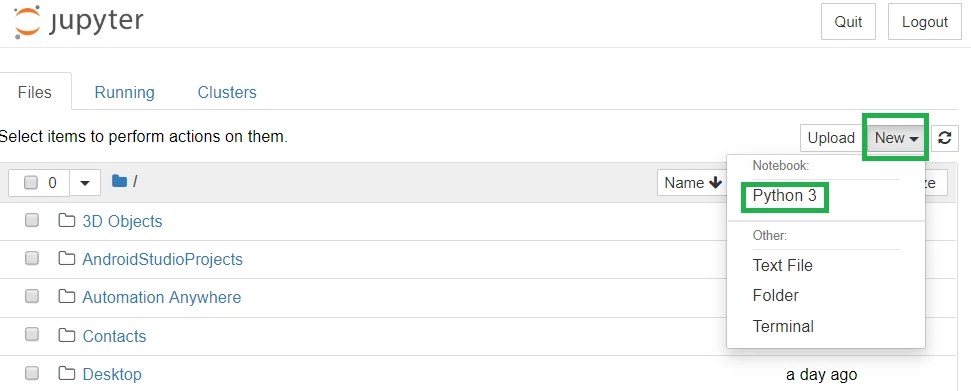 jupyter
Quit
Logout
Files
Running
Clusters
Select items to perform actions on them.
Upload
New
0
/
Name
ze
Notebook:
Python 3
Other:
Text File
Folder
Terminal
3D Objects
AndroidStudioProjects
Automation Anywhere
Contacts
Desktop
a day ago